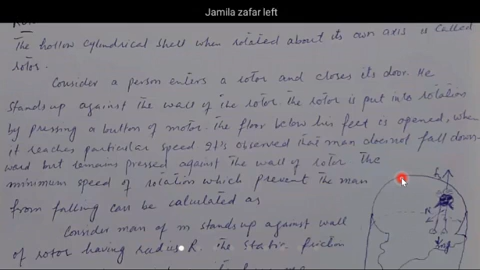 Jamila zafar left
The hollow cylindrical shell when rotated about its own axis is called
rotor.
Consider a person enters a rotor and closes its door. He
stands up against the wall of the rotor. the rotor is put into rotation
by pressing a button of motor. the floor below his feet is opened, when
it reaches particular speed it is observed that man does not fall down-
ward but remains pressed against the wall of rotor The
minimum speed of rotation which prevent the man
from falling can be calculated as
Consider man of m stands up against wall
of rotor having radius R. The static friction